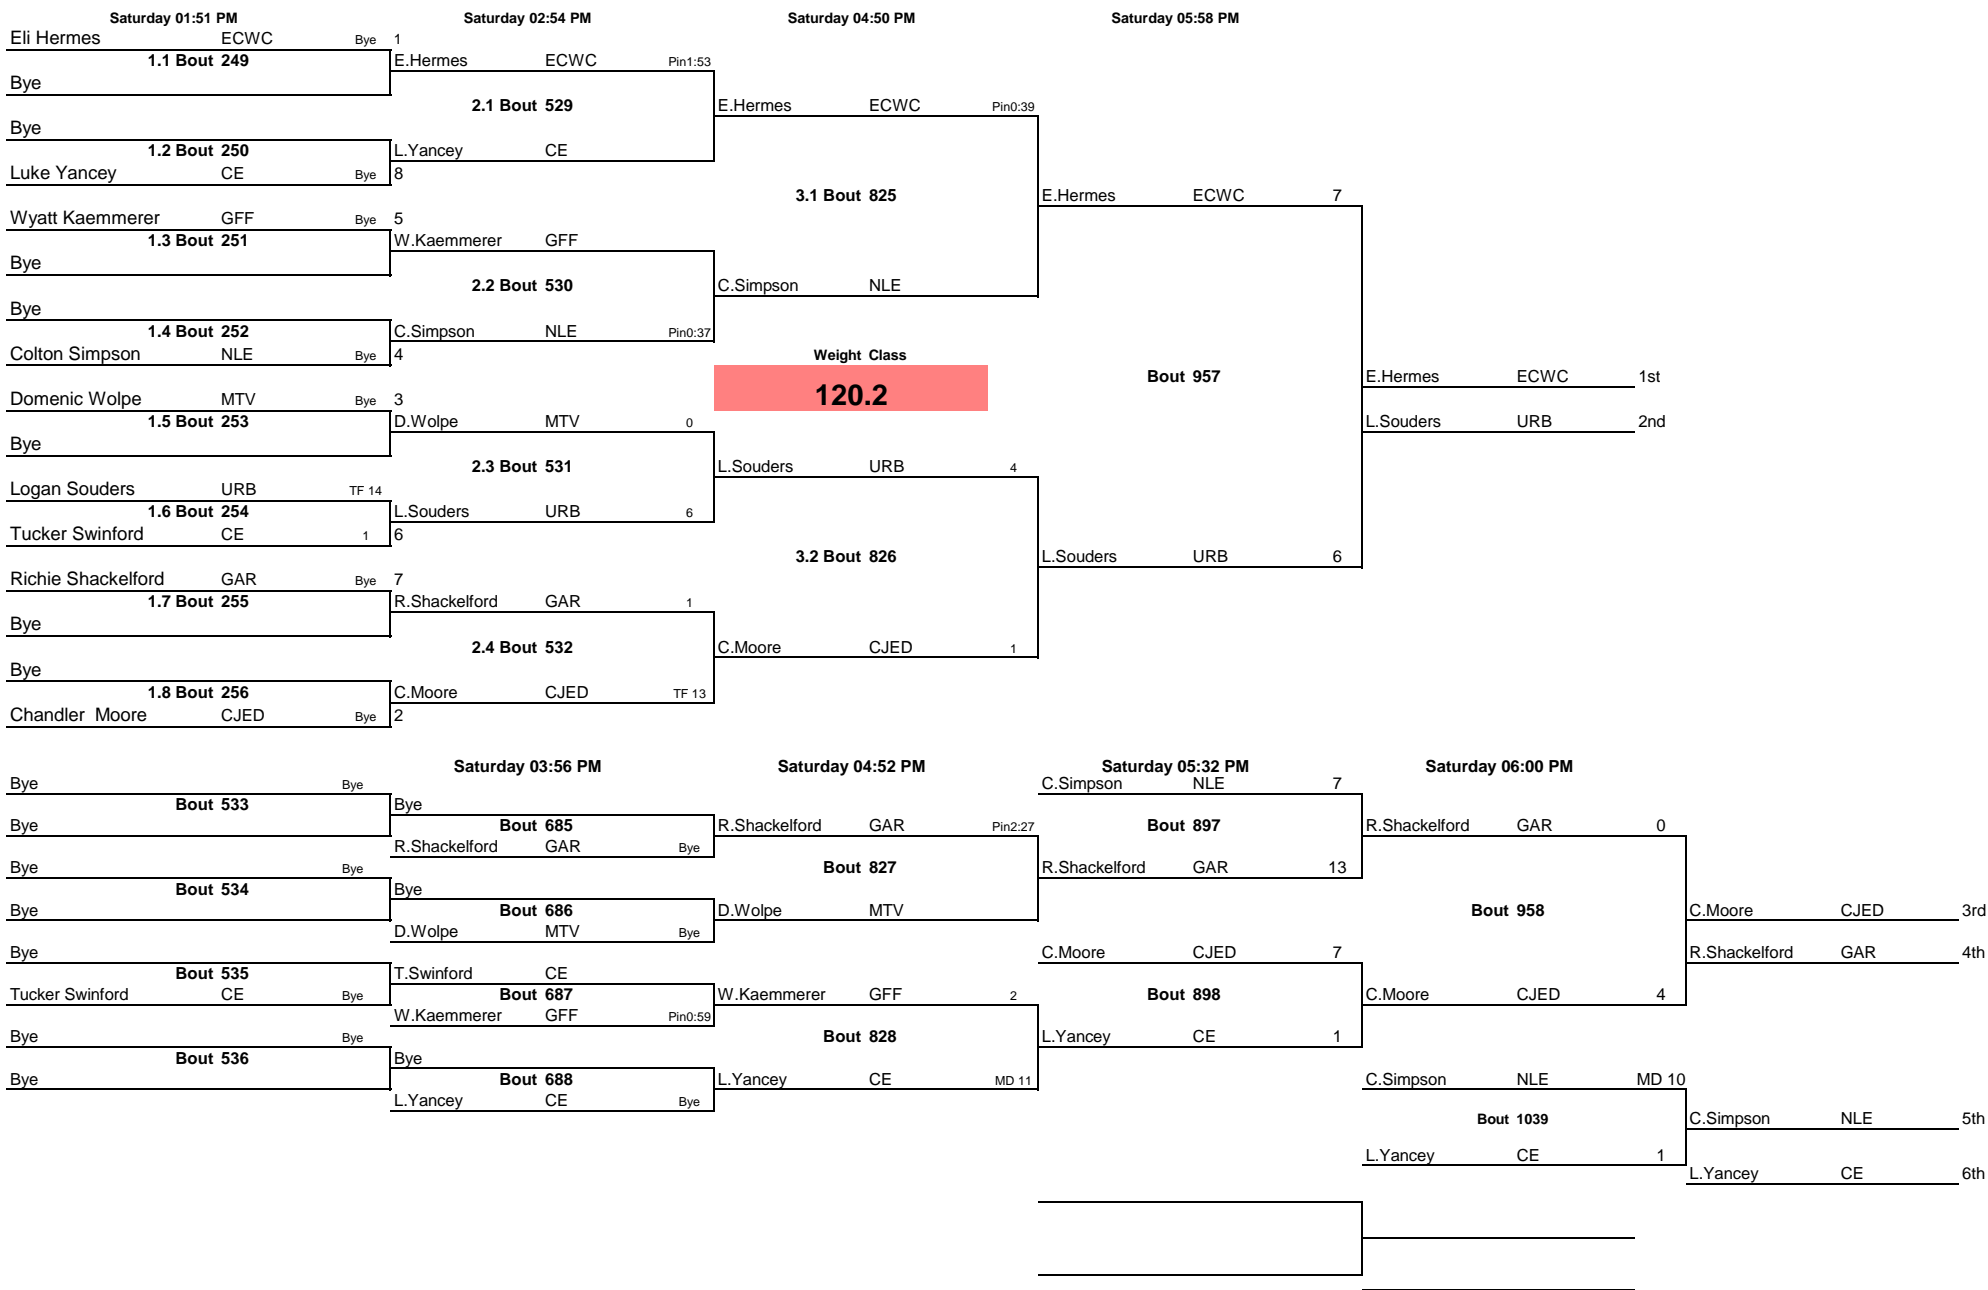 Saturday 01:51 PM Saturday 02:54 PM Saturday 04:50 PM Saturday 05:58 PM
Eli Hermes ECWC Bye 1
1.1 Bout 249 E.Hermes ECWC Pin1:53
Bye
2.1 Bout 529 E.Hermes ECWC Pin0:39
Bye
1.2 Bout 250 L.Yancey CE
Luke Yancey CE Bye 8
3.1 Bout 825 E.Hermes ECWC 7
Wyatt Kaemmerer GFF Bye 5
1.3 Bout 251 W.Kaemmerer GFF
Bye
2.2 Bout 530 C.Simpson NLE
Bye
1.4 Bout 252 C.Simpson NLE Pin0:37
Colton Simpson NLE Bye 4 Weight Class
Bout 957 E.Hermes ECWC 1st
Domenic Wolpe MTV Bye 3 120.2
1.5 Bout 253 D.Wolpe MTV 0 L.Souders URB 2nd
Bye
2.3 Bout 531 L.Souders URB 4
Logan Souders URB TF 14
1.6 Bout 254 L.Souders URB 6
Tucker Swinford CE 1 6
3.2 Bout 826 L.Souders URB 6
Richie Shackelford GAR Bye 7
1.7 Bout 255 R.Shackelford GAR 1
Bye
2.4 Bout 532 C.Moore CJED 1
Bye
1.8 Bout 256 C.Moore CJED TF 13
Chandler Moore CJED Bye 2
Saturday 03:56 PM Saturday 04:52 PM Saturday 05:32 PM Saturday 06:00 PM
Bye Bye C.Simpson NLE 7
Bout 533 Bye
Bye Bout 685 R.Shackelford GAR Pin2:27 Bout 897 R.Shackelford GAR 0
R.Shackelford GAR Bye
Bye Bye Bout 827 R.Shackelford GAR 13
Bout 534 Bye
Bye Bout 686 D.Wolpe MTV Bout 958 C.Moore CJED 3rd
D.Wolpe MTV Bye
Bye C.Moore CJED 7 R.Shackelford GAR 4th
Bout 535 T.Swinford CE
Tucker Swinford CE Bye Bout 687 W.Kaemmerer GFF 2 Bout 898 C.Moore CJED 4
W.Kaemmerer GFF Pin0:59
Bye Bye Bout 828 L.Yancey CE 1
Bout 536 Bye
Bye Bout 688 L.Yancey CE MD 11 C.Simpson NLE MD 10
L.Yancey CE Bye
Bout 1039 C.Simpson NLE 5th
L.Yancey CE 1
L.Yancey CE 6th